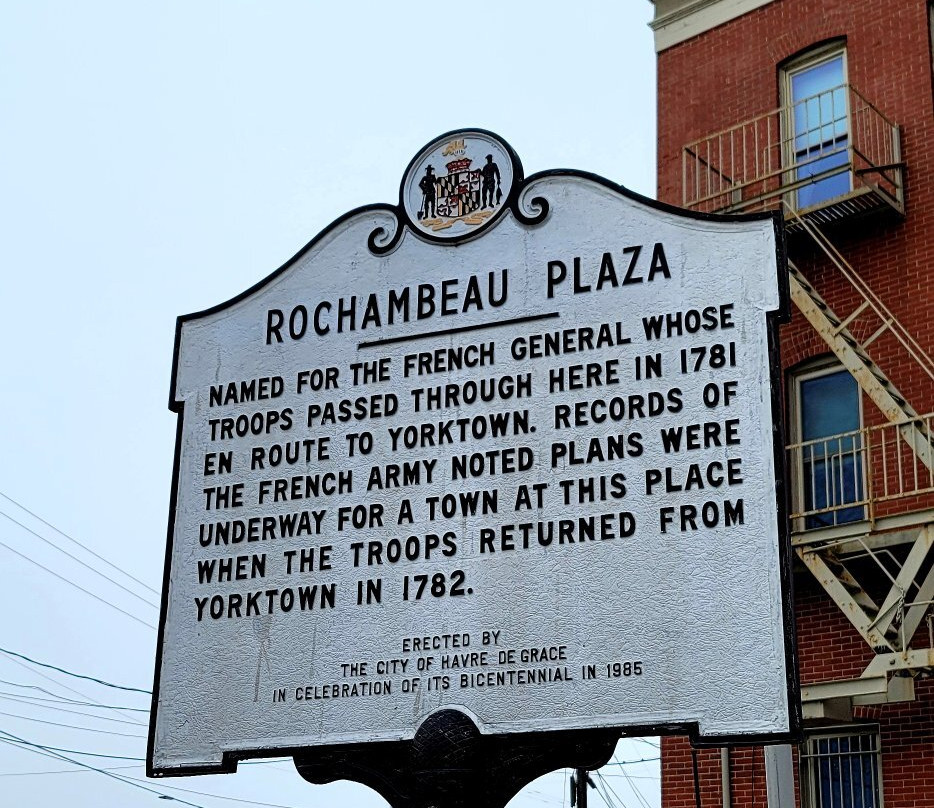 ROCHAMBEAU PLAZA
NAMED FOR THE FRENCH GENERAL WHOSE
TROOPS PASSED THROUGH HERE IN 1781
EN ROUTE TO YORKTOWN. RECORDS OF
THE FRENCH ARMY NOTED PLANS WERE
UNDERWAY FOR A TOWN AT THIS PLACE
WHEN THE TROOPS RETURNED FROM
YORKTOWN IN 1782.
ERECTED BY
THE CITY OF HAVRE DE GRACE
IN CELEBRATION OF ITS BICENTENNIAL IN 1985